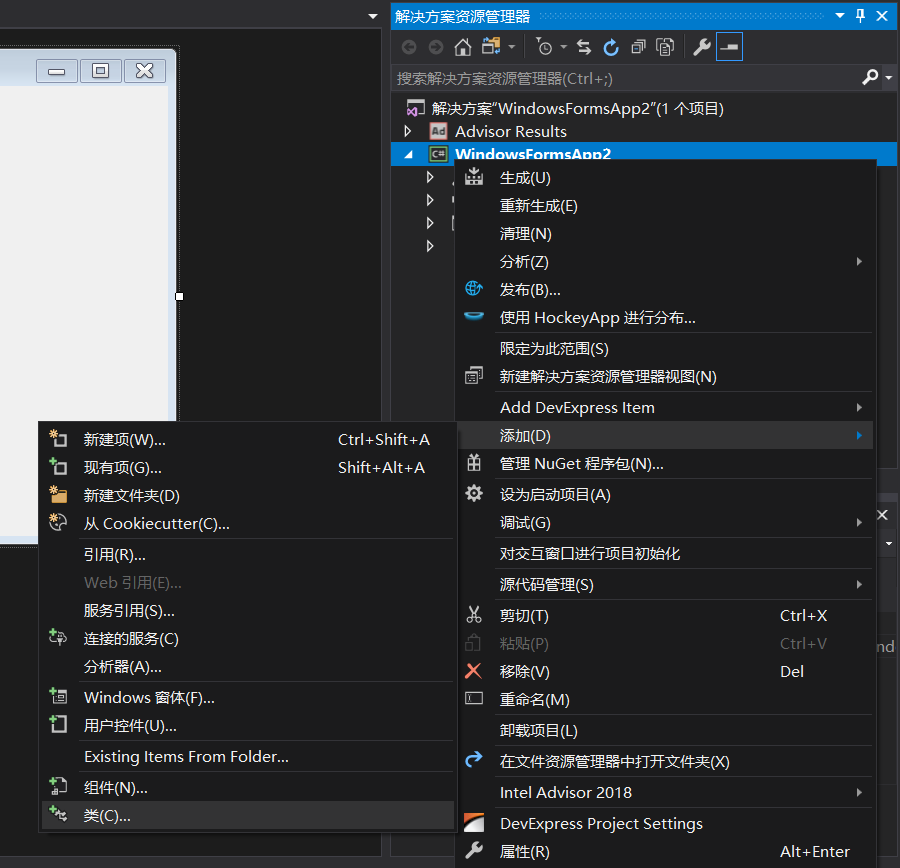 解决方案资源管理器
搜索解决方案资源管理器(Ctrl+;)
解决方案"WindowsFormsApp2"(1 个项目)
Ad Advisor Results
C# WindowsFormsApp2
生成(U)
重新生成(E)
清理(N)
分析(Z)
发布(B)...
使用 HockeyApp 进行分布...
限定为此范围(S)
新建解决方案资源管理器视图(N)
Add DevExpress Item
添加(D)
管理 NuGet 程序包(N)...
设为启动项目(A)
调试(G)
对交互窗口进行项目初始化
源代码管理(S)
剪切(T) Ctrl+X
粘贴(P) Ctrl+V
移除(V) Del
重命名(M)
卸载项目(L)
在文件资源管理器中打开文件夹(X)
Intel Advisor 2018
DevExpress Project Settings
属性(R) Alt+Enter
新建项(W)... Ctrl+Shift+A
现有项(G)... Shift+Alt+A
新建文件夹(D)
从 Cookiecutter(C)...
引用(R)...
Web 引用(E)...
服务引用(S)...
连接的服务(C)
分析器(A)...
Windows 窗体(F)...
用户控件(U)...
Existing Items From Folder...
组件(N)...
类(C)...
nd